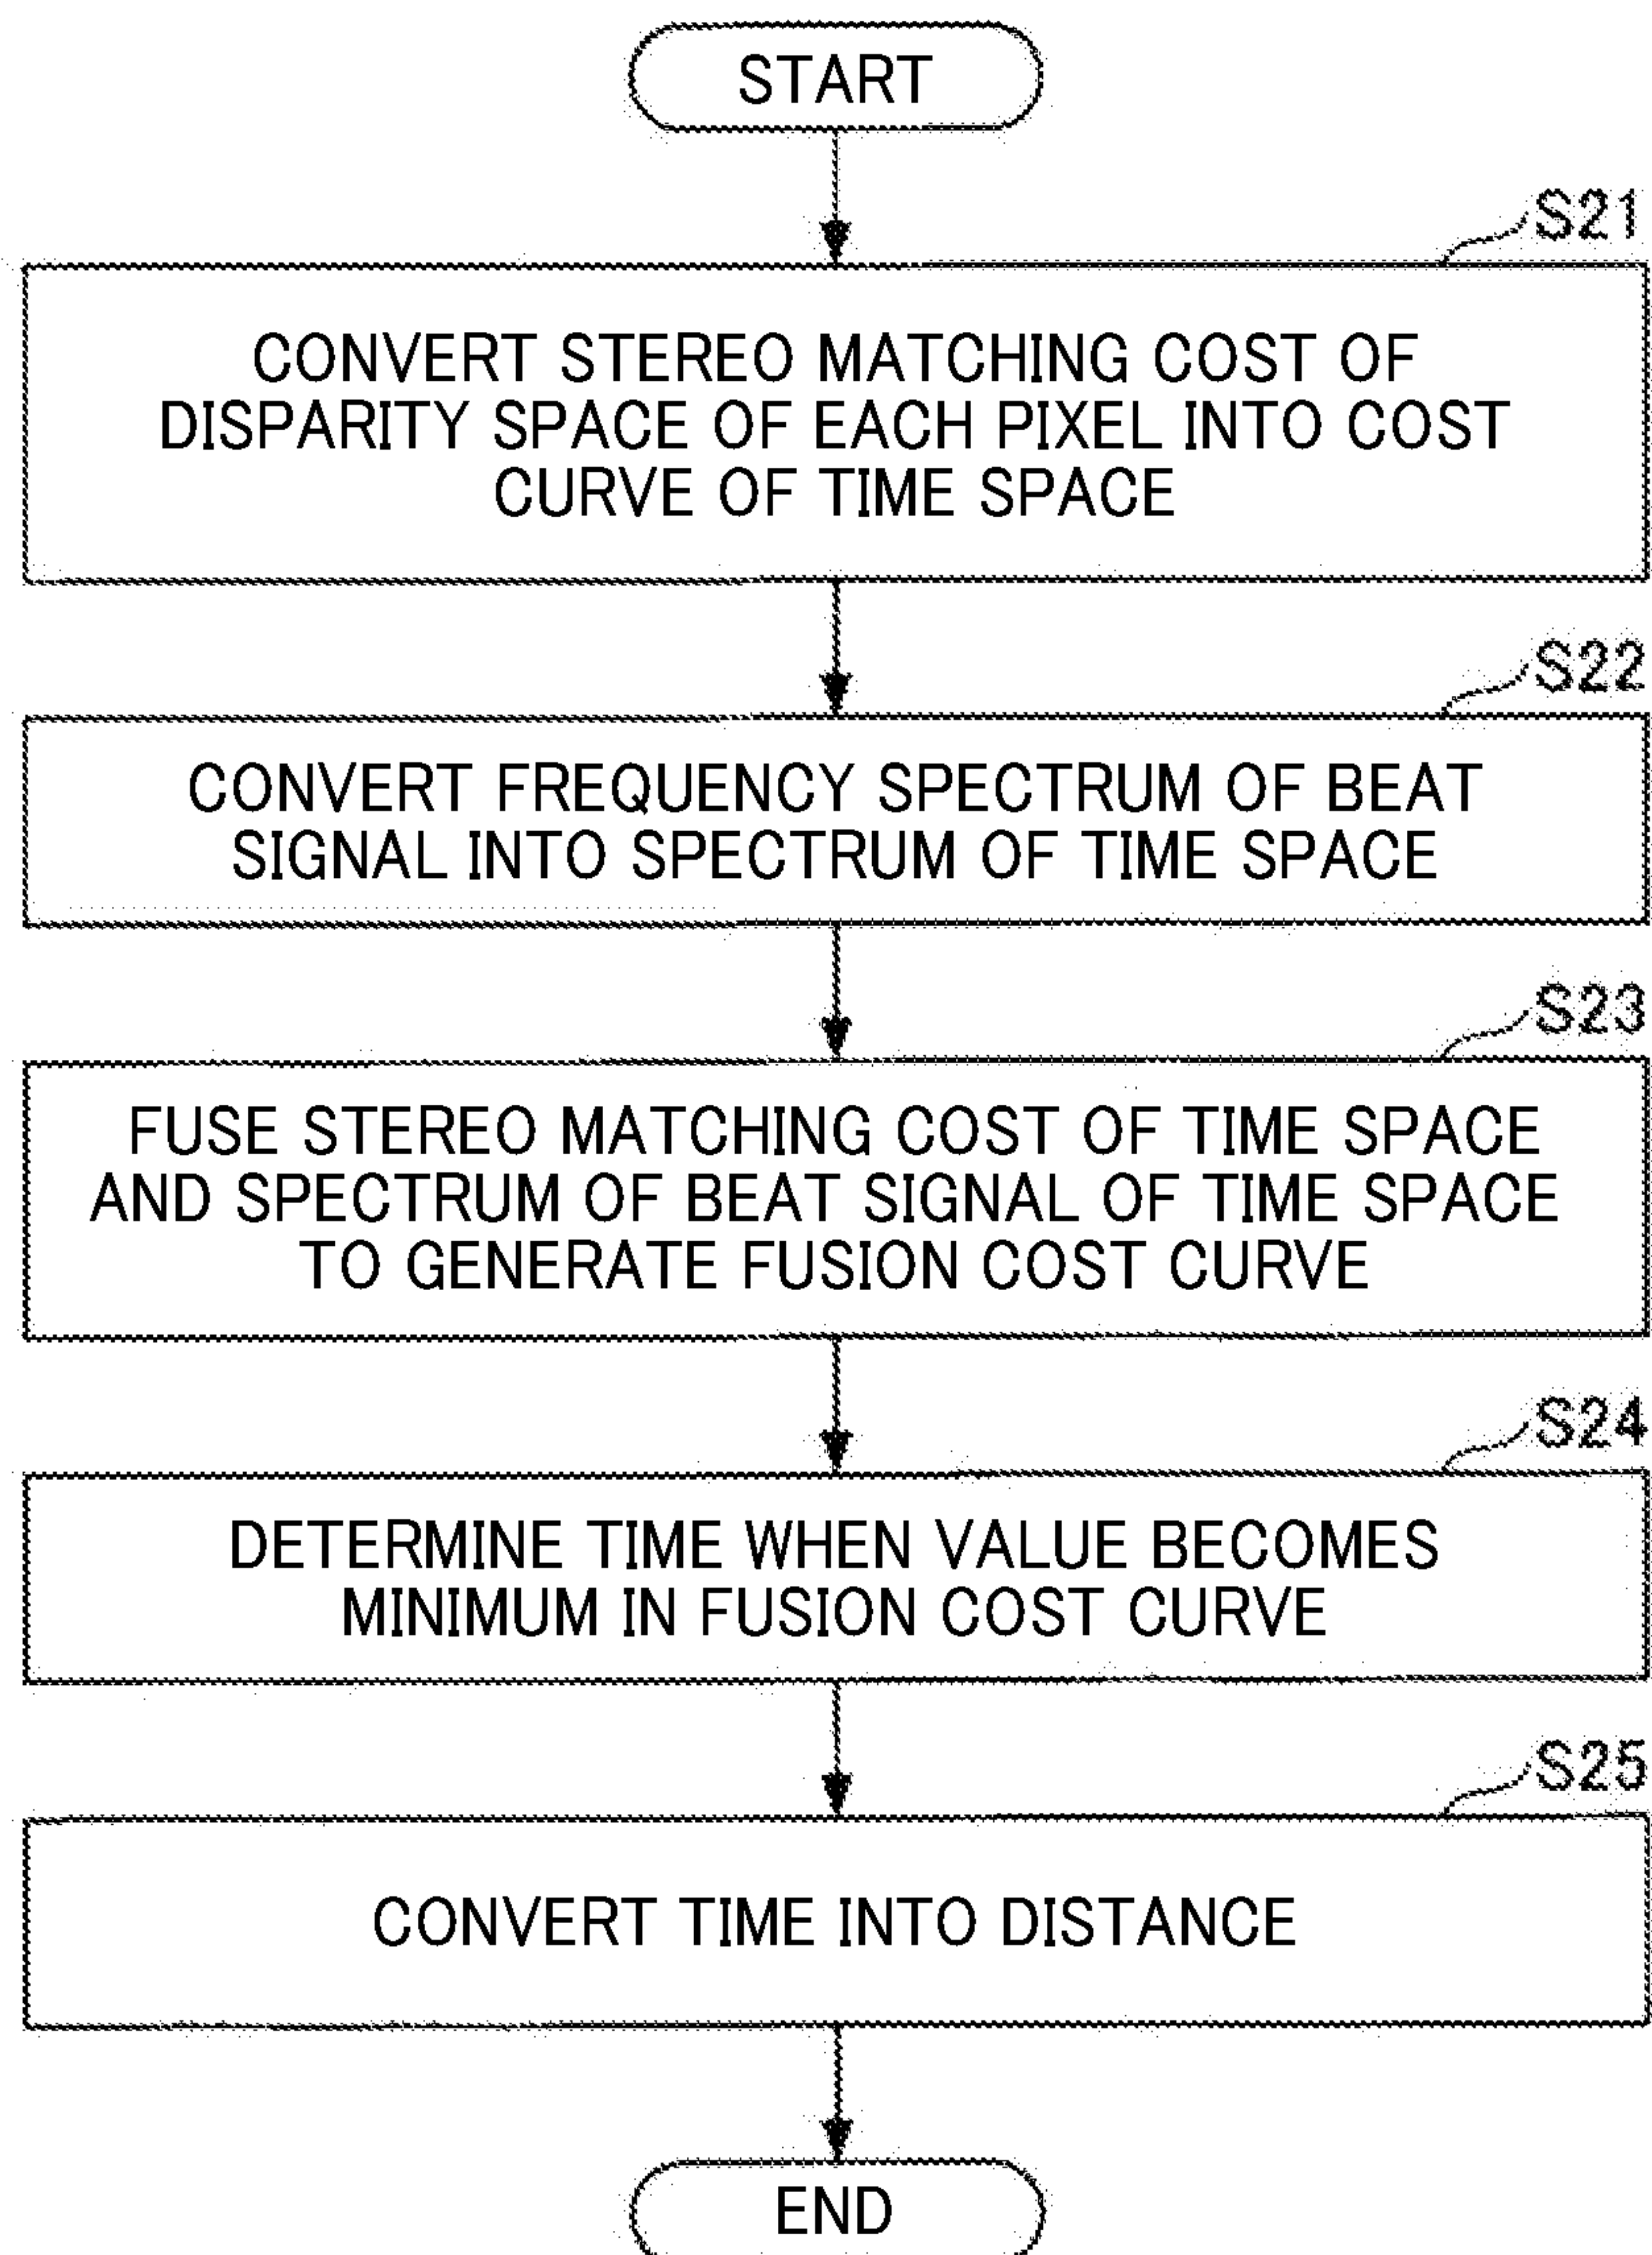 START
S21
CONVERT STEREO MATCHING COST OF
DISPARITY SPACE OF EACH PIXEL INTO COST
CURVE OF TIME SPACE
S22
CONVERT FREQUENCY SPECTRUM OF BEAT
SIGNAL INTO SPECTRUM OF TIME SPACE
S23
FUSE STEREO MATCHING COST OF TIME SPACE
AND SPECTRUM OF BEAT SIGNAL OF TIME SPACE
TO GENERATE FUSION COST CURVE
S24
DETERMINE TIME WHEN VALUE BECOMES
MINIMUM IN FUSION COST CURVE
S25
CONVERT TIME INTO DISTANCE
END